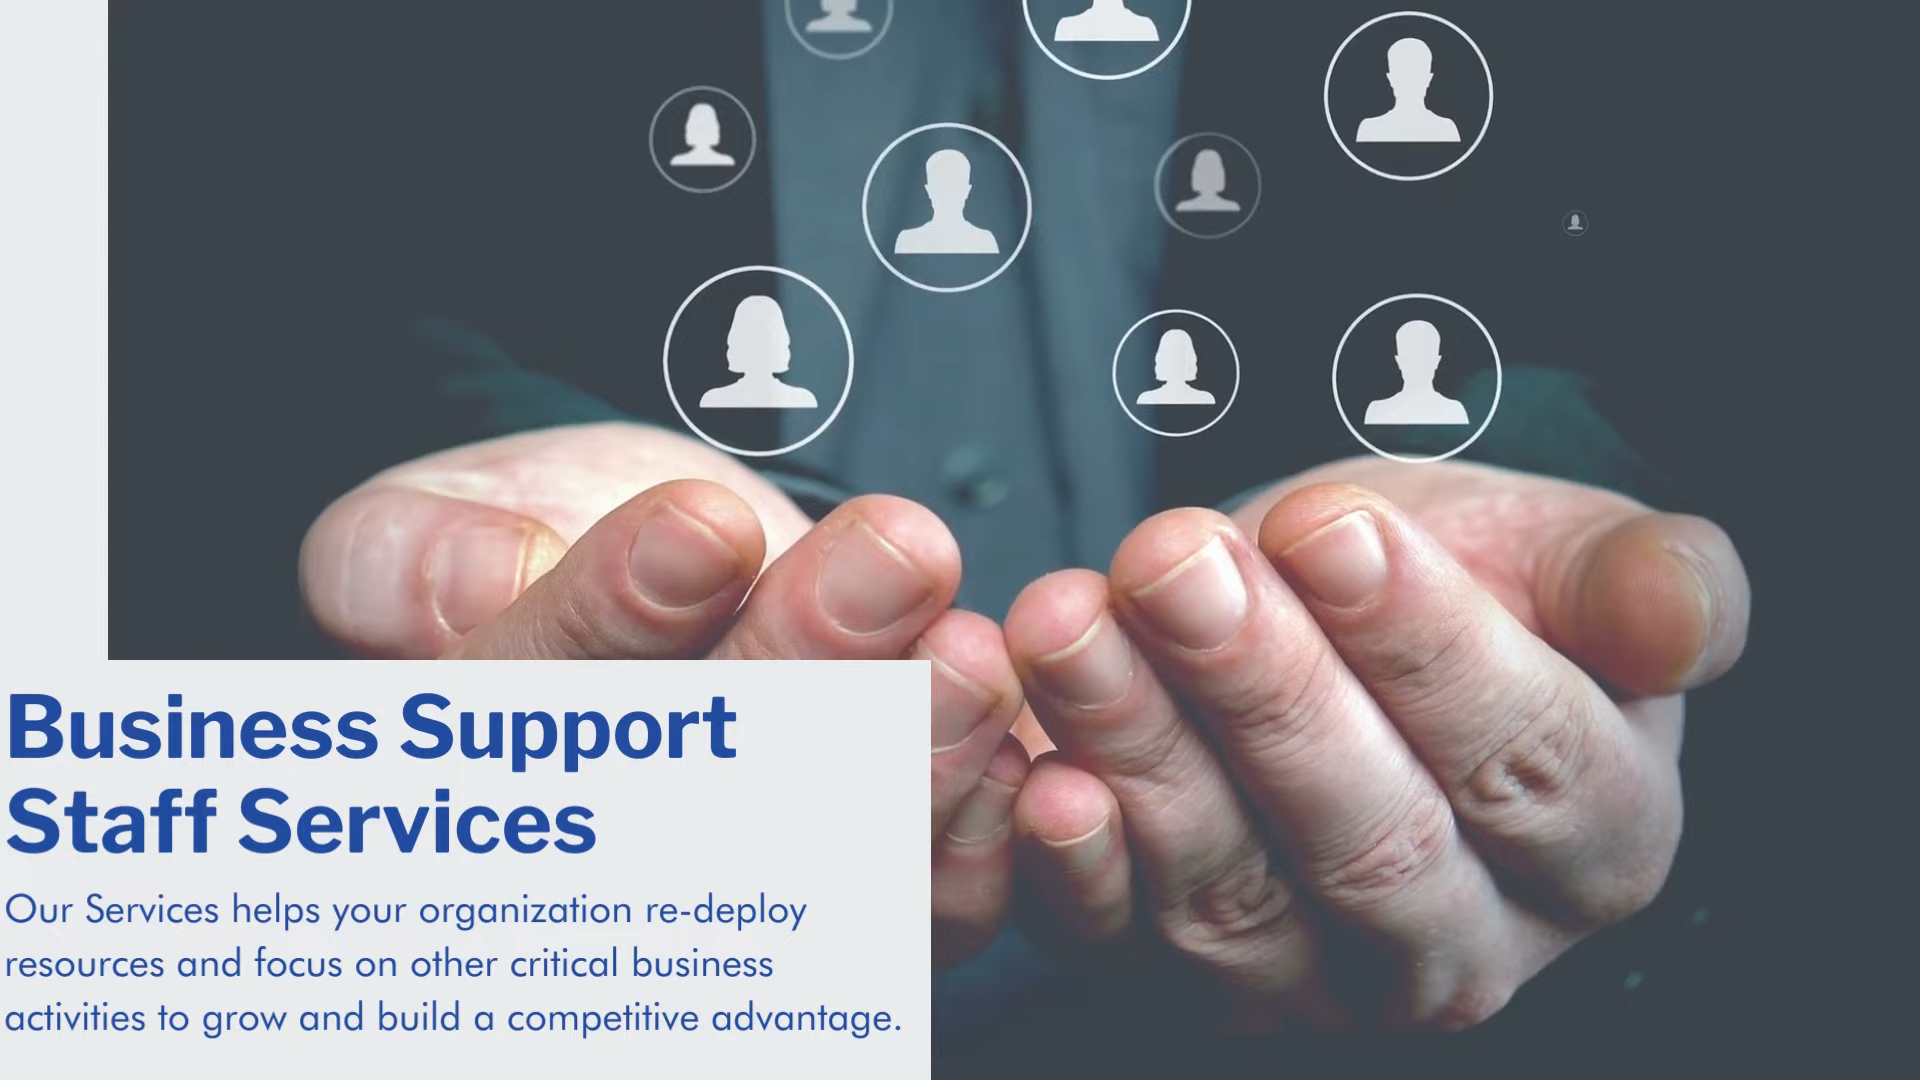 Business Support
Staff Services
Our Services helps your organization re-deploy
resources and focus on other critical business
activities to grow and build a competitive advantage.